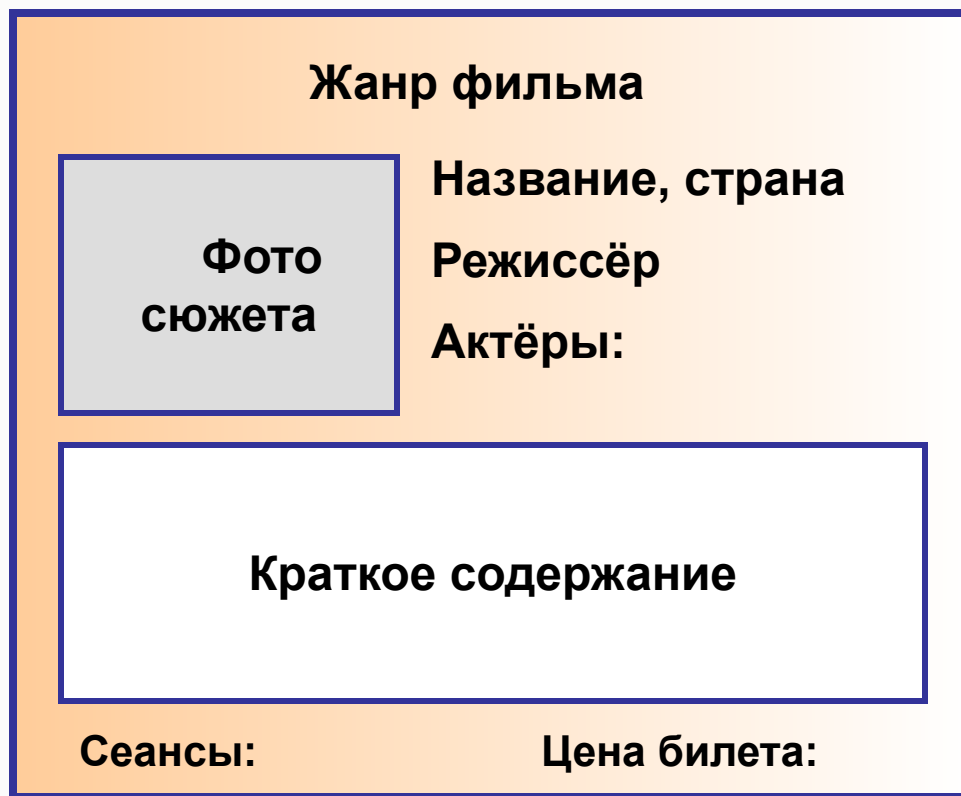 Жанр фильма
Фото
сюжета
Название, страна
Режиссёр
Актёры:
Краткое содержание
Сеансы:
Цена билета: